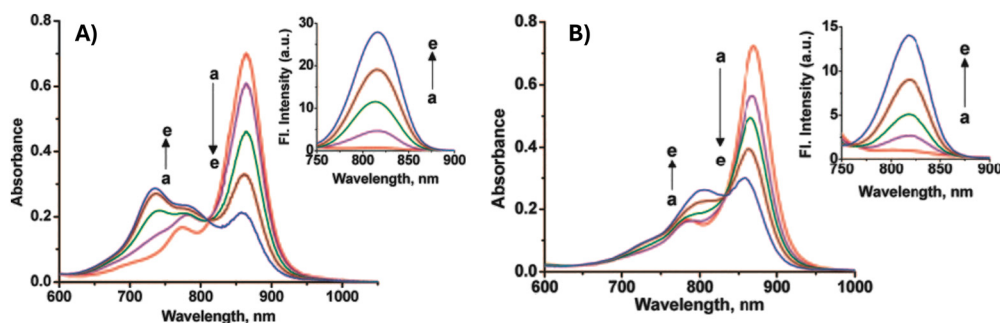 A)
0.8
0.6
0.4
0.2
0.0
Absorbance
600 700 800 900 1000
Wavelength, nm
a
e
e
a
30
20
10
0
Fl. Intensity (a.u.)
750 800 850 900
Wavelength, nm
e
a
B)
0.8
0.6
0.4
0.2
0.0
Absorbance
600 700 800 900 1000
Wavelength, nm
a
e
e
a
15
10
5
0
Fl. Intensity (a.u.)
750 800 850 900
Wavelength, nm
e
a